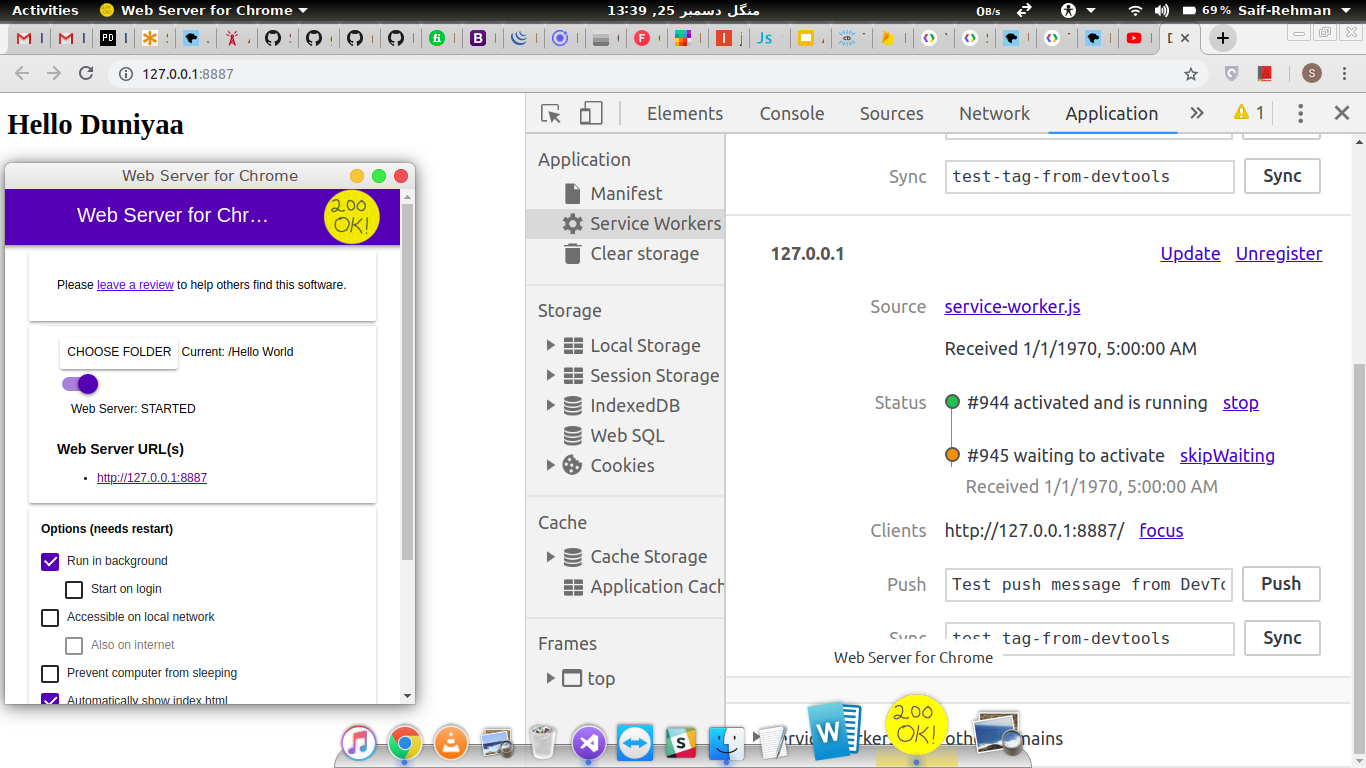 Activities Web Server for Chrome
منگل دسمبر 25, 13:39
0B/s 69 % Saif-Rehman
127.0.0.1:8887
S
Hello Duniyaa
Web Server for Chrome
Web Server for Chr…
200 OK!
Please leave a review to help others find this software.
CHOOSE FOLDER Current: /Hello World
Web Server: STARTED
Web Server URL(s)
http://127.0.0.1:8887
Options (needs restart)
Run in background
Start on login
Accessible on local network
Also on internet
Prevent computer from sleeping
Automatically show index.html
Elements Console Sources Network Application » 1
Application
Manifest
Service Workers
Clear storage
Storage
Local Storage
Session Storage
IndexedDB
Web SQL
Cookies
Cache
Cache Storage
Application Cach
Frames
top
Sync test-tag-from-devtools Sync
127.0.0.1 Update Unregister
Source service-worker.js
Received 1/1/1970, 5:00:00 AM
Status #944 activated and is running stop
#945 waiting to activate skipWaiting
Received 1/1/1970, 5:00:00 AM
Clients http://127.0.0.1:8887/ focus
Push Test push message from DevTo Push
Sync test-tag-from-devtools Sync
Web Server for Chrome
200 OK!